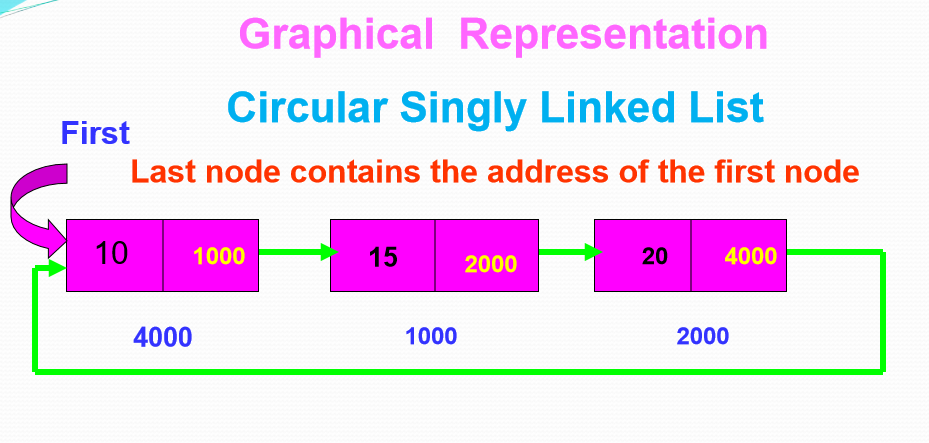 Graphical Representation
Circular Singly Linked List
First
Last node contains the address of the first node
10 1000 15 2000 20 4000
4000 1000 2000